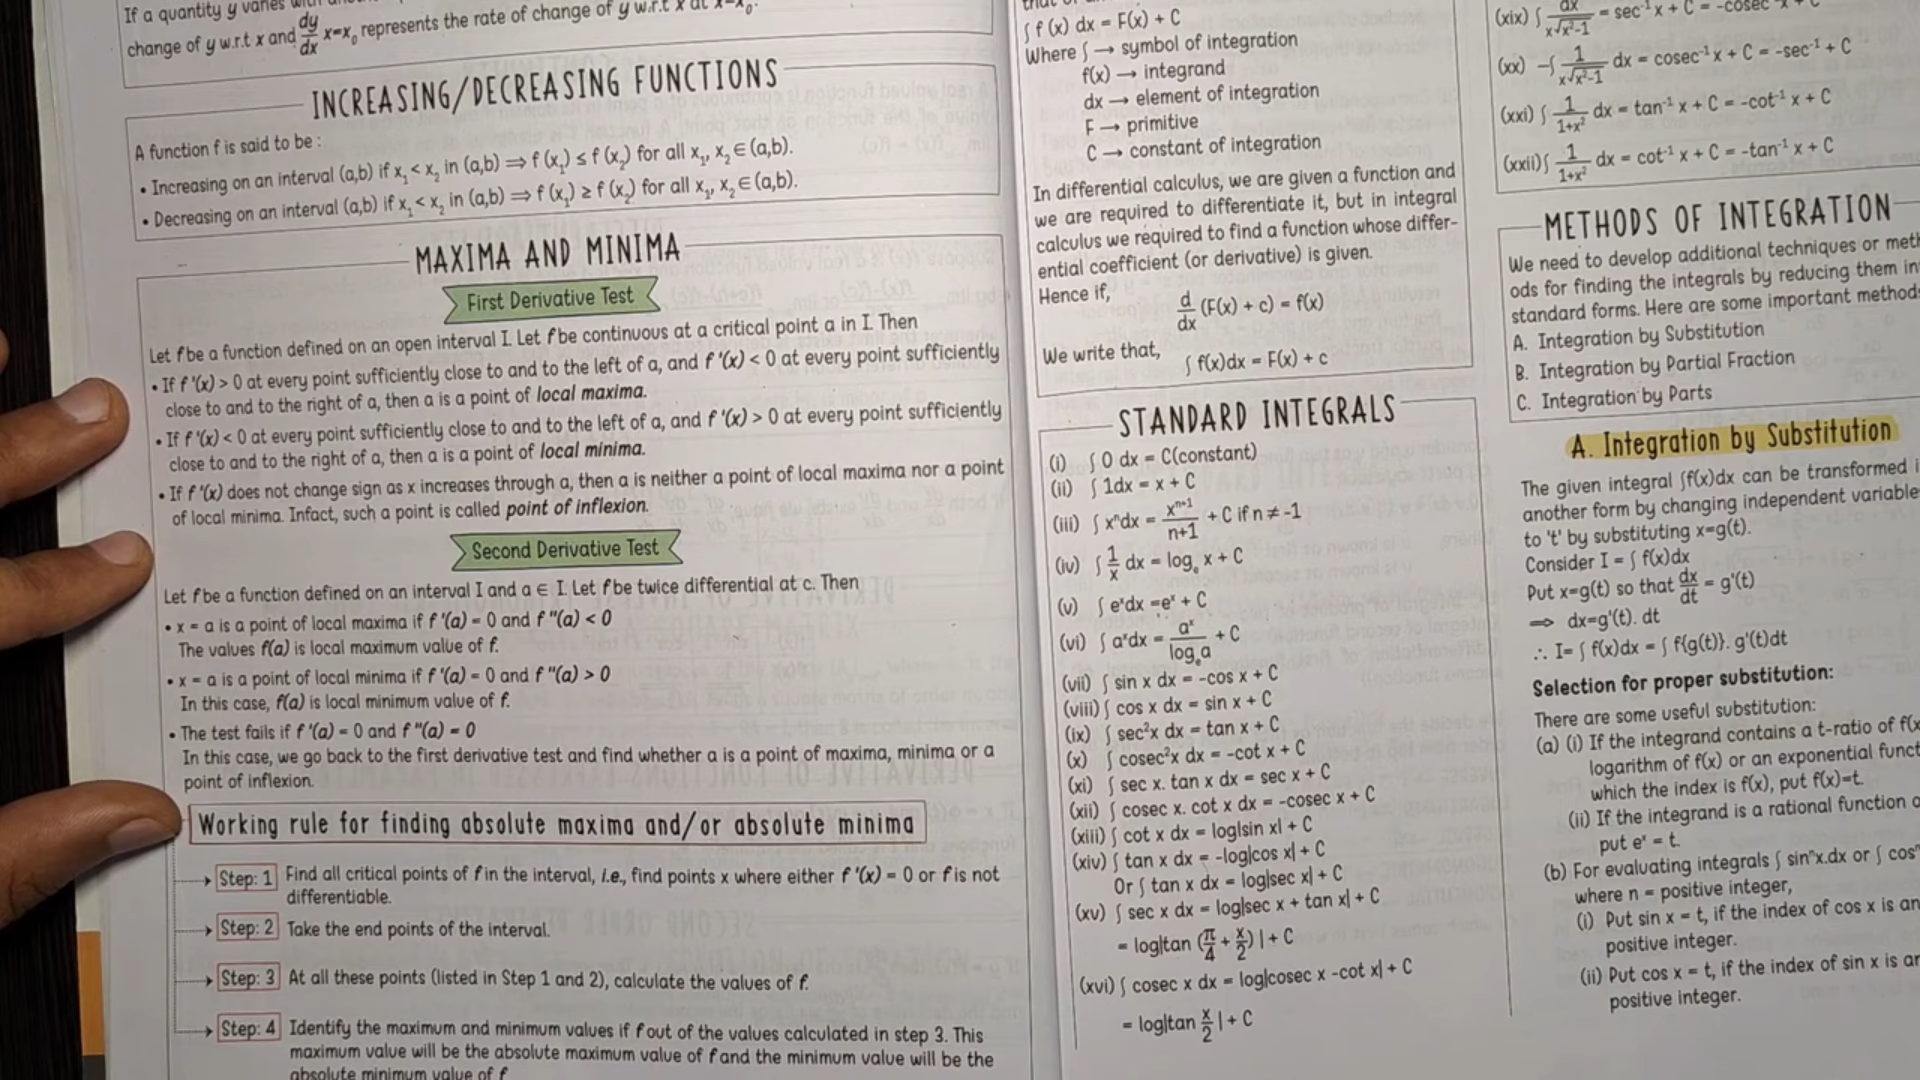 If a quantity y varies with
change of y w.r.t x and dy/dx x=x₀ represents the rate of change of y w.r.t x at x=x₀.
INCREASING/DECREASING FUNCTIONS
A function f is said to be :
• Increasing on an interval (a,b) if x₁ < x₂ in (a,b) ⟹ f (x₁) ≤ f (x₂) for all x₁, x₂ ∈ (a,b).
• Decreasing on an interval (a,b) if x₁ < x₂ in (a,b) ⟹ f (x₁) ≥ f (x₂) for all x₁, x₂ ∈ (a,b).
MAXIMA AND MINIMA
First Derivative Test
Let f be a function defined on an open interval I. Let f be continuous at a critical point a in I. Then
• If f '(x) > 0 at every point sufficiently close to and to the left of a, and f '(x) < 0 at every point sufficiently
close to and to the right of a, then a is a point of local maxima.
• If f '(x) < 0 at every point sufficiently close to and to the left of a, and f '(x) > 0 at every point sufficiently
close to and to the right of a, then a is a point of local minima.
• If f '(x) does not change sign as x increases through a, then a is neither a point of local maxima nor a point
of local minima. Infact, such a point is called point of inflexion.
Second Derivative Test
Let f be a function defined on an interval I and a ∈ I. Let f be twice differential at c. Then
• x = a is a point of local maxima if f '(a) = 0 and f "(a) < 0
The values f(a) is local maximum value of f.
• x = a is a point of local minima if f '(a) = 0 and f "(a) > 0
In this case, f(a) is local minimum value of f.
• The test fails if f '(a) = 0 and f "(a) = 0
In this case, we go back to the first derivative test and find whether a is a point of maxima, minima or a
point of inflexion.
Working rule for finding absolute maxima and/or absolute minima
Step: 1 Find all critical points of f in the interval, i.e., find points x where either f '(x) = 0 or f is not
differentiable.
Step: 2 Take the end points of the interval.
Step: 3 At all these points (listed in Step 1 and 2), calculate the values of f.
Step: 4 Identify the maximum and minimum values if f out of the values calculated in step 3. This
maximum value will be the absolute maximum value of f and the minimum value will be the
absolute minimum value of f
∫ f (x) dx = F(x) + C
Where ∫ → symbol of integration
f(x) → integrand
dx → element of integration
F → primitive
C → constant of integration
In differential calculus, we are given a function and
we are required to differentiate it, but in integral
calculus we required to find a function whose differ-
ential coefficient (or derivative) is given.
Hence if,
d/dx (F(x) + c) = f(x)
We write that,
∫ f(x)dx = F(x) + c
STANDARD INTEGRALS
(i) ∫ 0 dx = C(constant)
(ii) ∫ 1dx = x + C
(iii) ∫ xⁿdx = xⁿ⁺¹/n+1 + C if n ≠ -1
(iv) ∫ 1/x dx = logₑ x + C
(v) ∫ eˣdx =eˣ + C
(vi) ∫ aˣdx = aˣ/logₑa + C
(vii) ∫ sin x dx = -cos x + C
(viii) ∫ cos x dx = sin x + C
(ix) ∫ sec²x dx = tan x + C
(x) ∫ cosec²x dx = -cot x + C
(xi) ∫ sec x. tan x dx = sec x + C
(xii) ∫ cosec x. cot x dx = -cosec x + C
(xiii) ∫ cot x dx = log|sin x| + C
(xiv) ∫ tan x dx = -log|cos x| + C
Or ∫ tan x dx = log|sec x| + C
(xv) ∫ sec x dx = log|sec x + tan x| + C
= log|tan (π/4 + x/2) | + C
(xvi) ∫ cosec x dx = log|cosec x -cot x| + C
= log|tan x/2 | + C
(xix) ∫ dx/x√x²-1 = sec⁻¹ x + C = -cosec⁻¹ x + C
(xx) -∫ 1/x√x²-1 dx = cosec⁻¹ x + C = -sec⁻¹ + C
(xxi) ∫ 1/1+x² dx = tan⁻¹ x + C = -cot⁻¹ x + C
(xxii) ∫ 1/1+x² dx = cot⁻¹ x + C = -tan⁻¹ x + C
METHODS OF INTEGRATION
We need to develop additional techniques or meth
ods for finding the integrals by reducing them in
standard forms. Here are some important methods
A. Integration by Substitution
B. Integration by Partial Fraction
C. Integration by Parts
A. Integration by Substitution
The given integral ∫f(x)dx can be transformed i
another form by changing independent variable
to 't' by substituting x=g(t).
Consider I = ∫ f(x)dx
Put x=g(t) so that dx/dt = g'(t)
⟹ dx=g'(t). dt
∴ I= ∫ f(x)dx = ∫ f{g(t)}. g'(t)dt
Selection for proper substitution:
There are some useful substitution:
(a) (i) If the integrand contains a t-ratio of f(x
logarithm of f(x) or an exponential funct
which the index is f(x), put f(x)=t.
(ii) If the integrand is a rational function o
put eˣ = t.
(b) For evaluating integrals ∫ sinⁿx.dx or ∫ cosⁿ
where n = positive integer,
(i) Put sin x = t, if the index of cos x is an
positive integer.
(ii) Put cos x = t, if the index of sin x is an
positive integer.